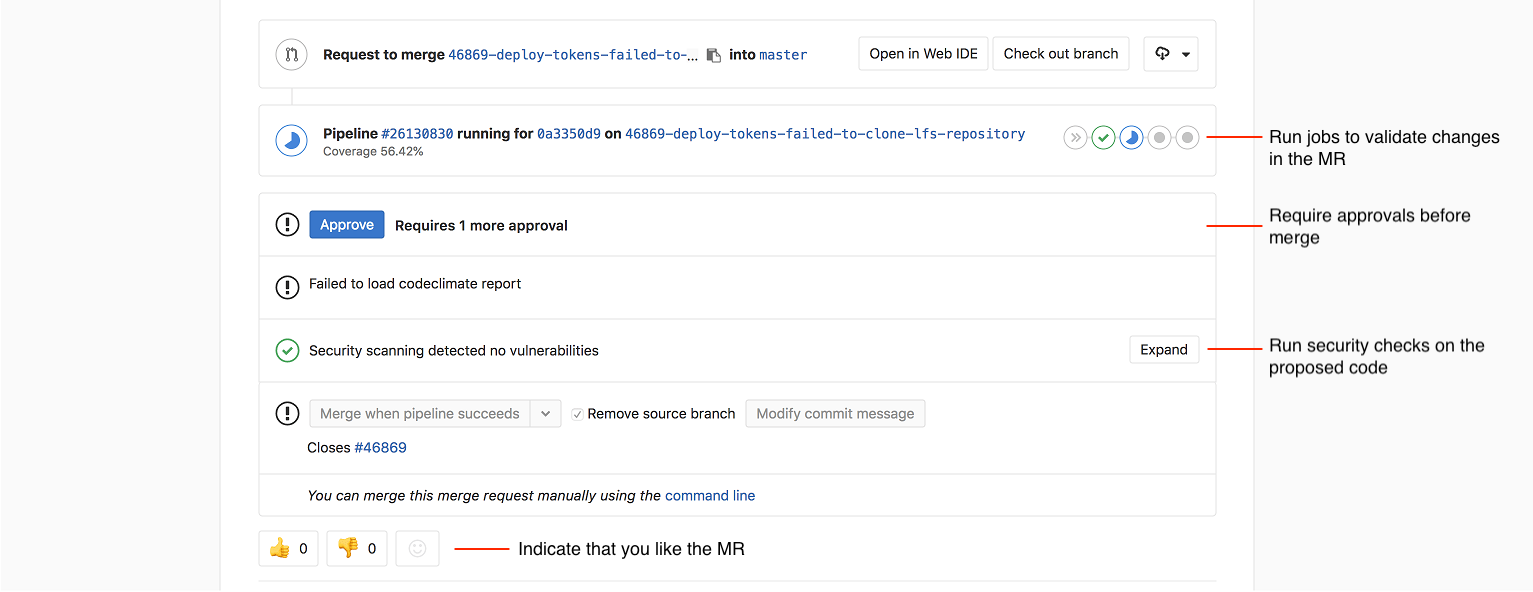 Request to merge 46869-deploy-tokens-failed-to-... into master
Open in Web IDE
Check out branch
Pipeline #26130830 running for 0a3350d9 on 46869-deploy-tokens-failed-to-clone-lfs-repository
Coverage 56.42%
Run jobs to validate changes
in the MR
Approve
Requires 1 more approval
Require approvals before
merge
Failed to load codeclimate report
Security scanning detected no vulnerabilities
Expand
Run security checks on the
proposed code
Merge when pipeline succeeds
Remove source branch
Modify commit message
Closes #46869
You can merge this merge request manually using the command line
0
0
Indicate that you like the MR